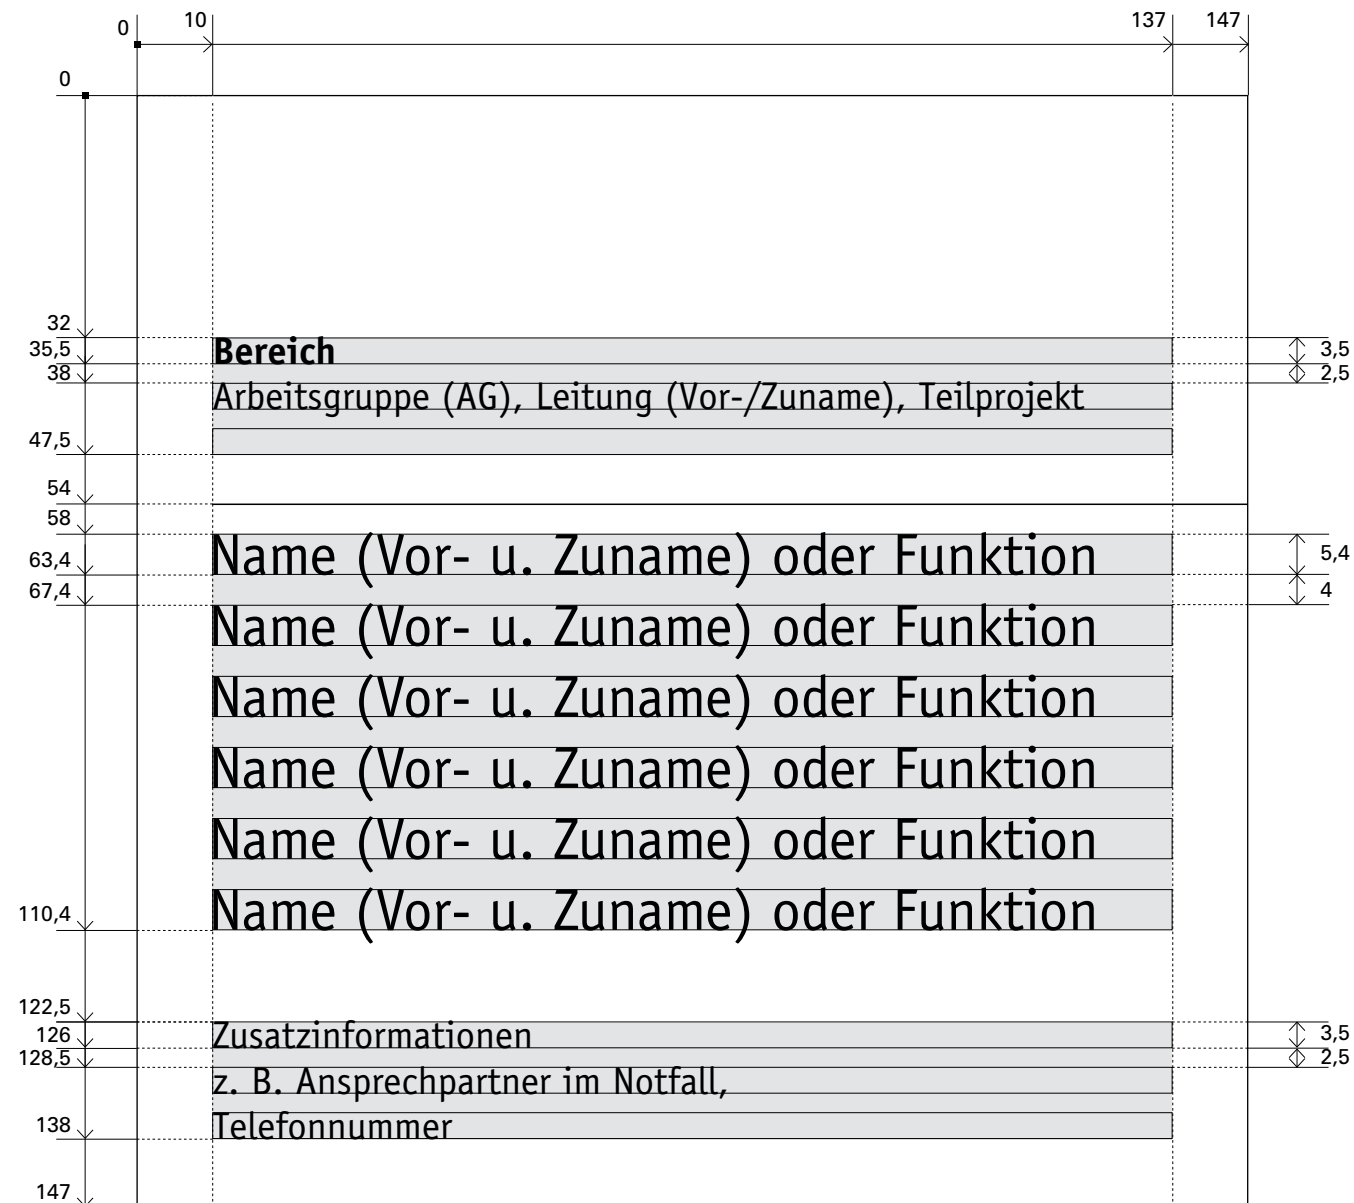 0 10 137 147
0
32
35,5 Bereich 3,5
38 2,5
Arbeitsgruppe (AG), Leitung (Vor-/Zuname), Teilprojekt
47,5
54
58
63,4 Name (Vor- u. Zuname) oder Funktion 5,4
67,4 4
Name (Vor- u. Zuname) oder Funktion
Name (Vor- u. Zuname) oder Funktion
Name (Vor- u. Zuname) oder Funktion
Name (Vor- u. Zuname) oder Funktion
110,4 Name (Vor- u. Zuname) oder Funktion
122,5
126 Zusatzinformationen 3,5
128,5 2,5
z. B. Ansprechpartner im Notfall,
138 Telefonnummer
147